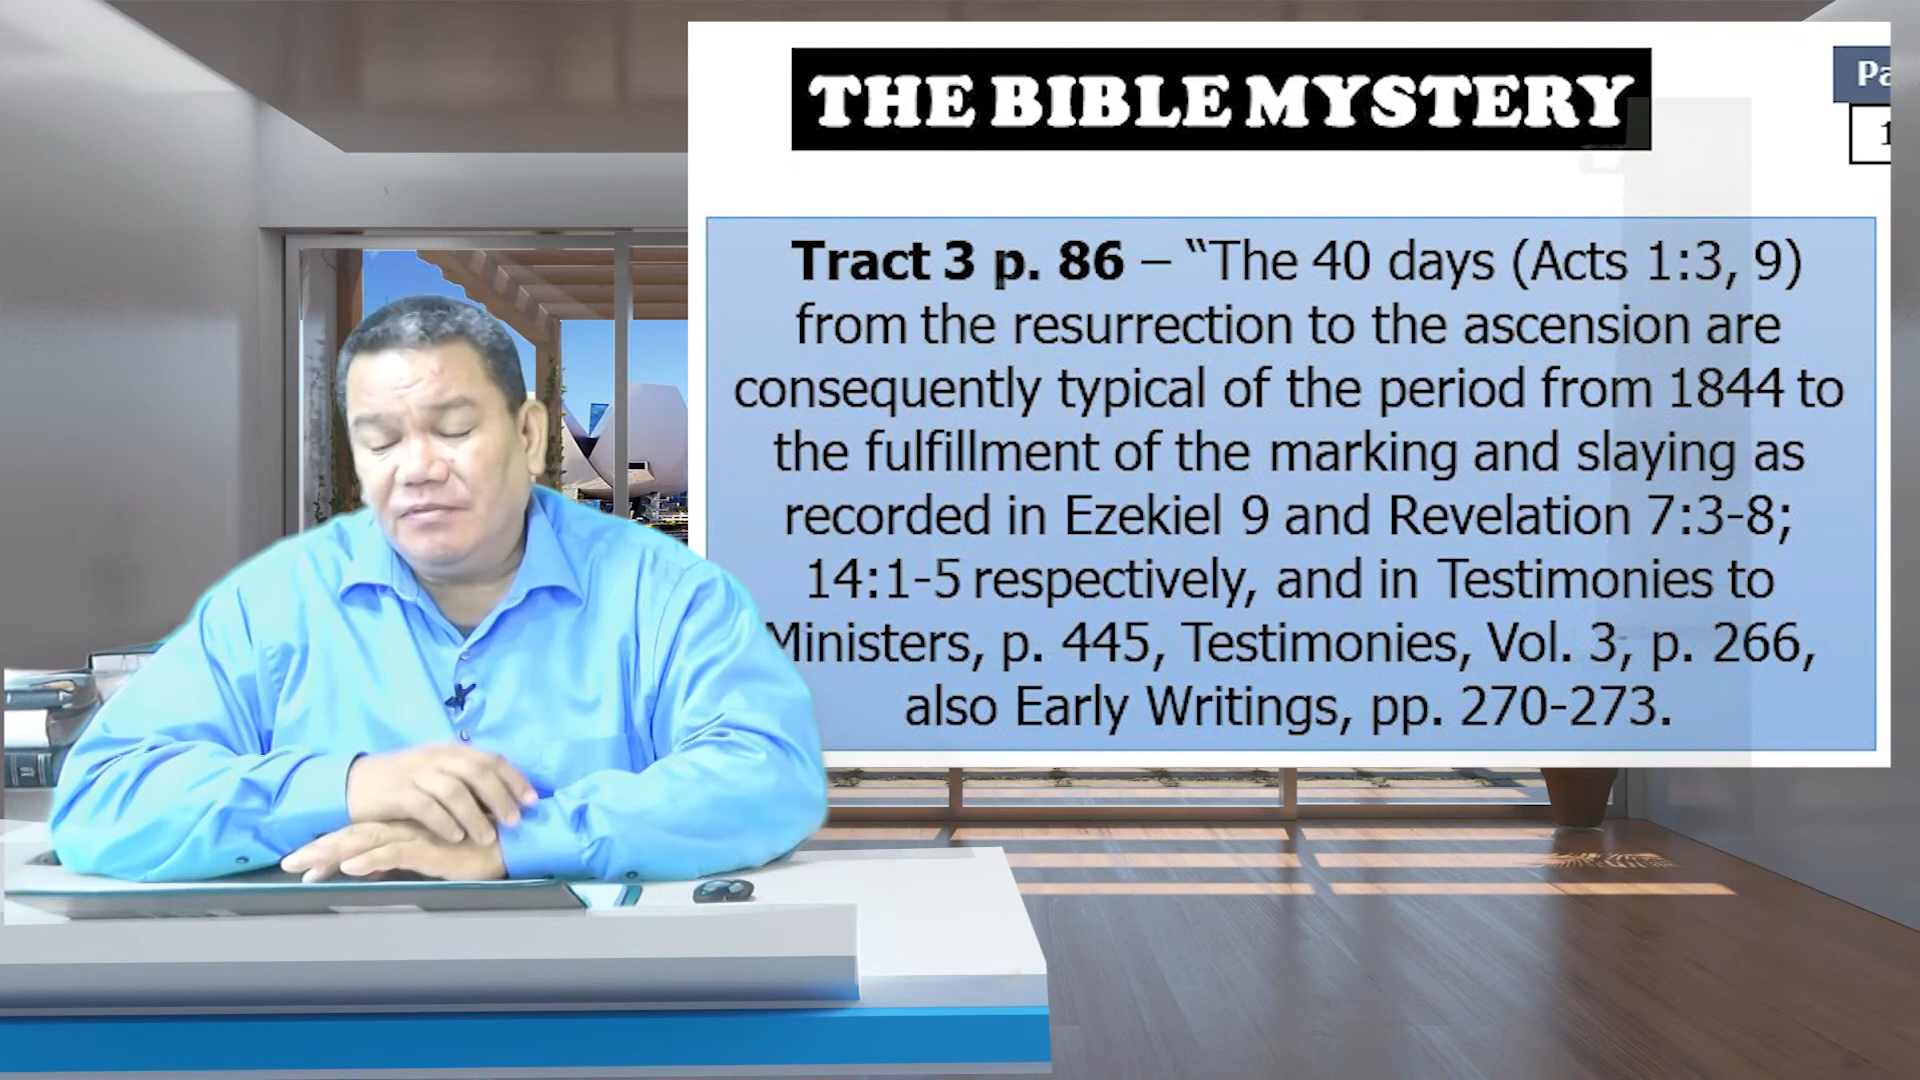 THE BIBLE MYSTERY
Pa
1
Tract 3 p. 86 – “The 40 days (Acts 1:3, 9)
from the resurrection to the ascension are
consequently typical of the period from 1844 to
the fulfillment of the marking and slaying as
recorded in Ezekiel 9 and Revelation 7:3-8;
14:1-5 respectively, and in Testimonies to
Ministers, p. 445, Testimonies, Vol. 3, p. 266,
also Early Writings, pp. 270-273.